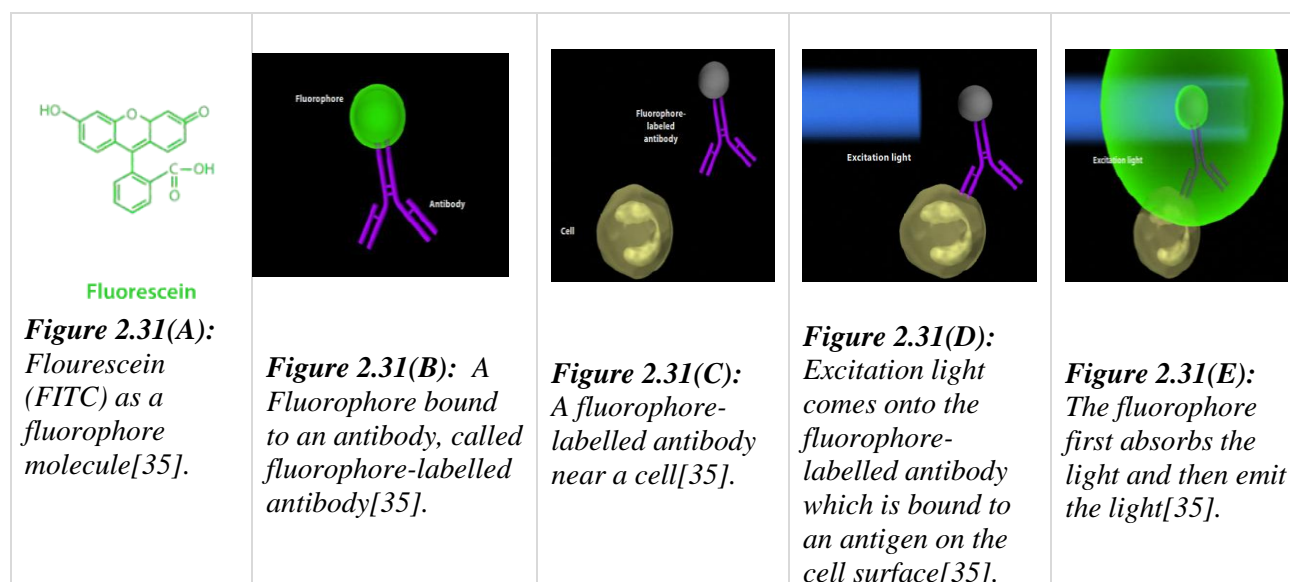 HO
O
O
C—OH
O
Fluorescein
Figure 2.31(A):
Flourescein
(FITC) as a
fluorophore
molecule[35].
Fluorophore
Antibody
Figure 2.31(B): A
Fluorophore bound
to an antibody, called
fluorophore-labelled
antibody[35].
Fluorophore-
labeled
antibody
Cell
Figure 2.31(C):
A fluorophore-
labelled antibody
near a cell[35].
Excitation light
Figure 2.31(D):
Excitation light
comes onto the
fluorophore-
labelled antibody
which is bound to
an antigen on the
cell surface[35].
Excitation light
Figure 2.31(E):
The fluorophore
first absorbs the
light and then emit
the light[35].